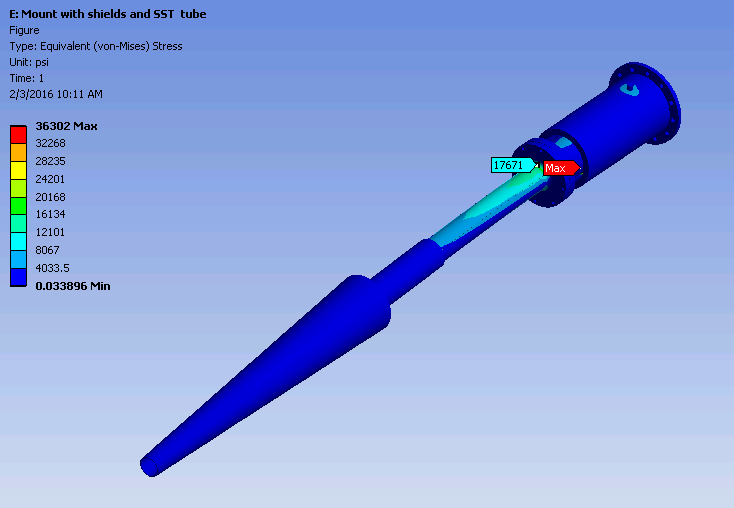 E: Mount with shields and SST tube
Figure
Type: Equivalent (von-Mises) Stress
Unit: psi
Time: 1
2/3/2016 10:11 AM
36302 Max
32268
28235
24201
20168
16134
12101
8067
4033.5
0.033896 Min
17671
Max